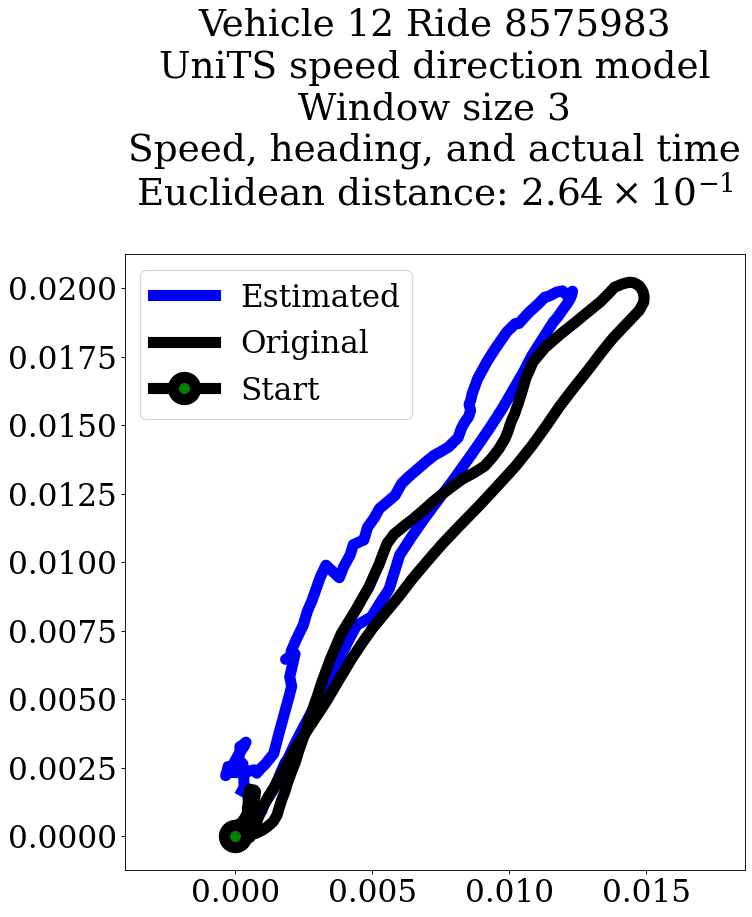 Vehicle 12 Ride 8575983
UniTS speed direction model
Window size 3
Speed, heading, and actual time
Euclidean distance: 2.64 × 10⁻¹
Estimated
Original
Start
0.0200
0.0175
0.0150
0.0125
0.0100
0.0075
0.0050
0.0025
0.0000
0.000 0.005 0.010 0.015